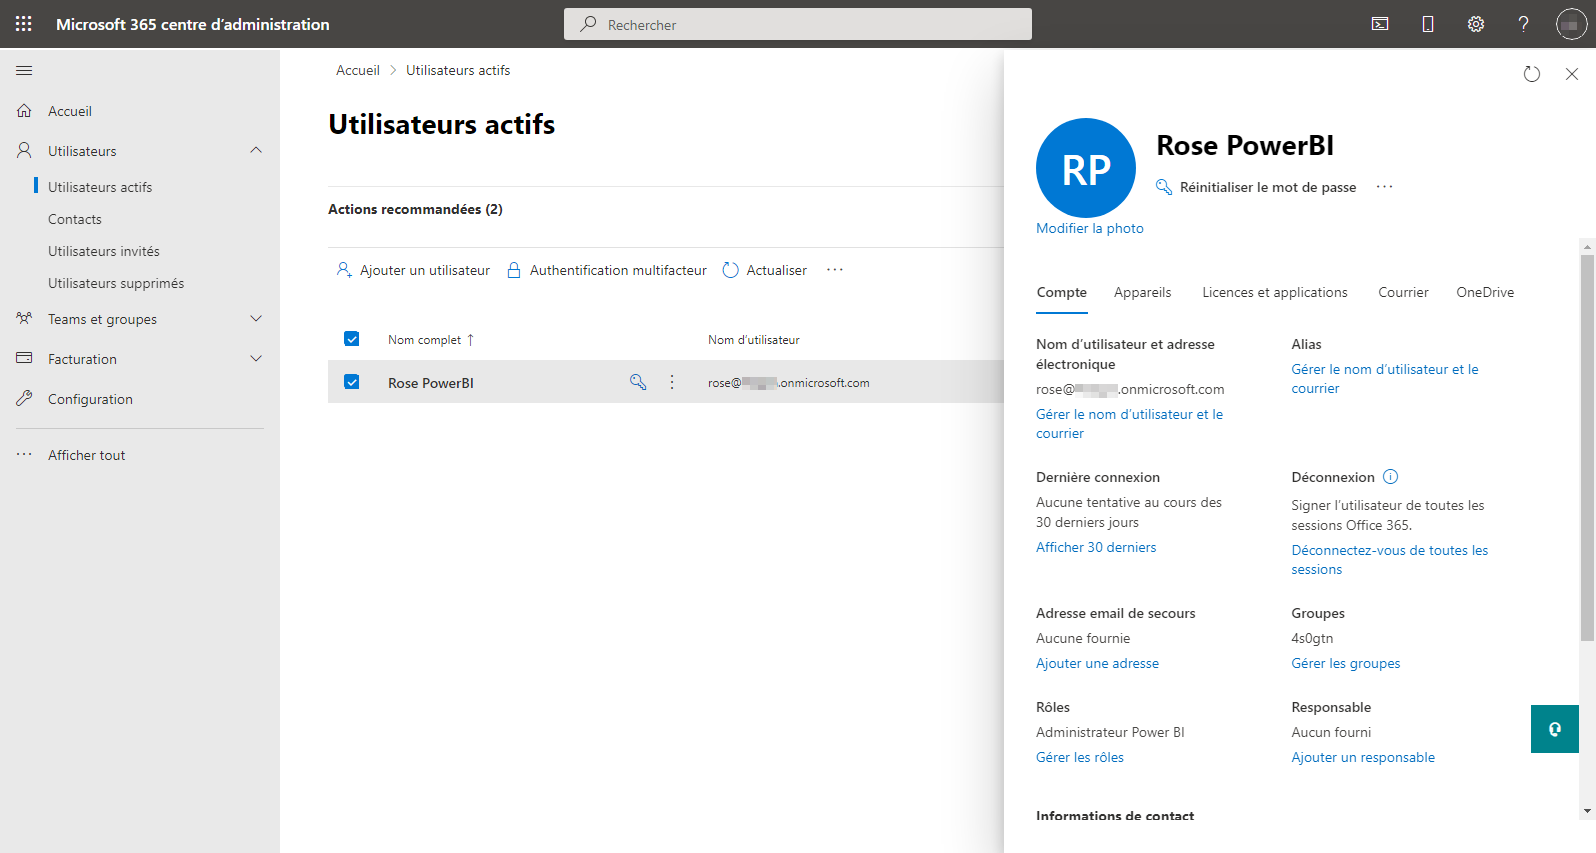 Microsoft 365 centre d’administration
Rechercher
Accueil
Utilisateurs
Utilisateurs actifs
Contacts
Utilisateurs invités
Utilisateurs supprimés
Teams et groupes
Facturation
Configuration
Afficher tout
Accueil > Utilisateurs actifs
Utilisateurs actifs
Actions recommandées (2)
Ajouter un utilisateur
Authentification multifacteur
Actualiser
Nom complet ↑
Nom d’utilisateur
Rose PowerBI
rose@ .onmicrosoft.com
RP
Rose PowerBI
Réinitialiser le mot de passe
Modifier la photo
Compte
Appareils
Licences et applications
Courrier
OneDrive
Nom d’utilisateur et adresse
électronique
rose@ .onmicrosoft.com
Gérer le nom d’utilisateur et le
courrier
Alias
Gérer le nom d’utilisateur et le
courrier
Dernière connexion
Aucune tentative au cours des
30 derniers jours
Afficher 30 derniers
Déconnexion
Signer l’utilisateur de toutes les
sessions Office 365.
Déconnectez-vous de toutes les
sessions
Adresse email de secours
Aucune fournie
Ajouter une adresse
Groupes
4s0gtn
Gérer les groupes
Rôles
Administrateur Power BI
Gérer les rôles
Responsable
Aucun fourni
Ajouter un responsable
Informations de contact